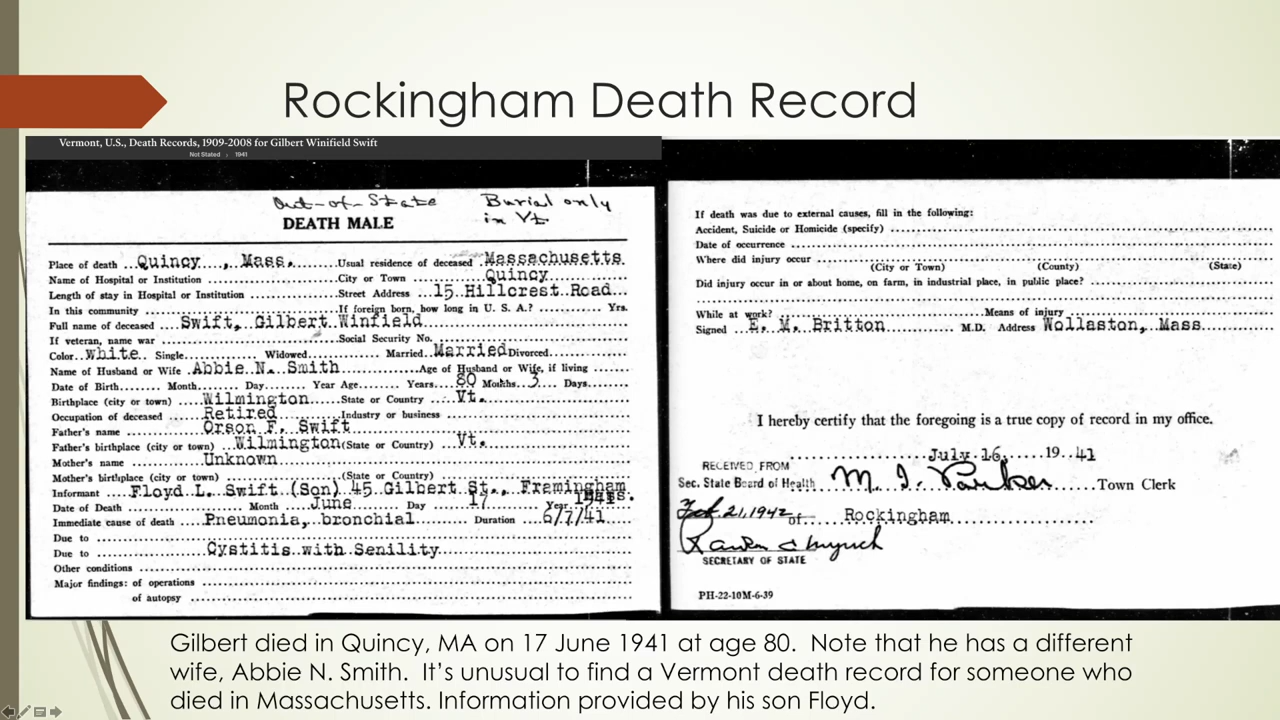 Rockingham Death Record
Vermont, U.S., Death Records, 1909-2008 for Gilbert Winifield Swift
Not Stated : 1941
Out-of-State Burial only
in Vt.
DEATH MALE
Place of death Quincy, Mass. Usual residence of deceased Massachusetts
Name of Hospital or Institution City or Town Quincy
Length of stay in Hospital or Institution Street Address 15 Hillcrest Road
In this community If foreign born, how long in U. S. A.? Yrs.
Full name of deceased Swift, Gilbert Winfield
If veteran, name war Social Security No.
Color white Single Widowed Married Married Divorced
Name of Husband or Wife Abbie N. Smith Age of Husband or Wife, if living
Date of Birth Month Day Year Age Years 80 Months 3 Days
Birthplace (city or town) Wilmington State or Country Vt.
Occupation of deceased Retired Industry or business
Father's name Orson F. Swift
Father's birthplace (city or town) Wilmington (State or Country) Vt.
Mother's name Unknown
Mother's birthplace (city or town) (State or Country)
Informant Floyd L. Swift (Son) 45 Gilbert St., Framingham
Date of Death Month June Day 17 Year
Immediate cause of death Pneumonia, bronchial Duration 6/7/41
Due to
Due to Cystitis with Senility
Other conditions
Major findings: of operations
of autopsy
If death was due to external causes, fill in the following:
Accident, Suicide or Homicide (specify)
Date of occurrence
Where did injury occur
(City or Town) (County) (State)
Did injury occur in or about home, on farm, in industrial place, in public place?
While at work? Means of injury
Signed E. M. Britton M.D. Address Wollaston, Mass
I hereby certify that the foregoing is a true copy of record in my office.
July 16, 19 41
RECEIVED FROM
Sec. State Board of Health M. I. Parker Town Clerk
Feb. 21, 1942 of Rockingham
SECRETARY OF STATE
PH-22-10M-6-39
Gilbert died in Quincy, MA on 17 June 1941 at age 80. Note that he has a different
wife, Abbie N. Smith. It's unusual to find a Vermont death record for someone who
died in Massachusetts. Information provided by his son Floyd.